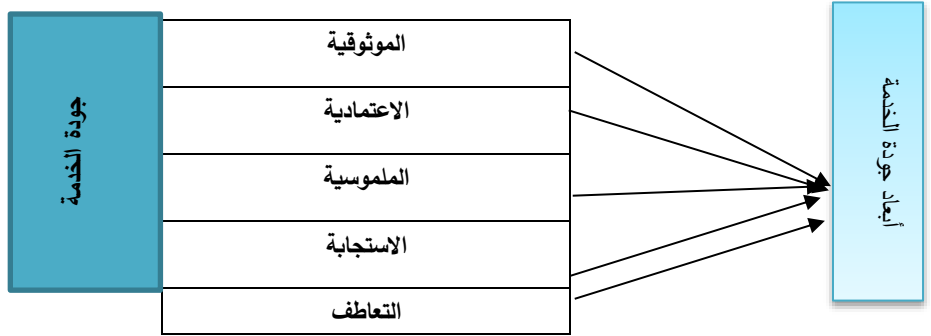 أبعاد جودة الخدمة
الموثوقية
الاعتمادية
الملموسية
الاستجابة
التعاطف
جودة الخدمة